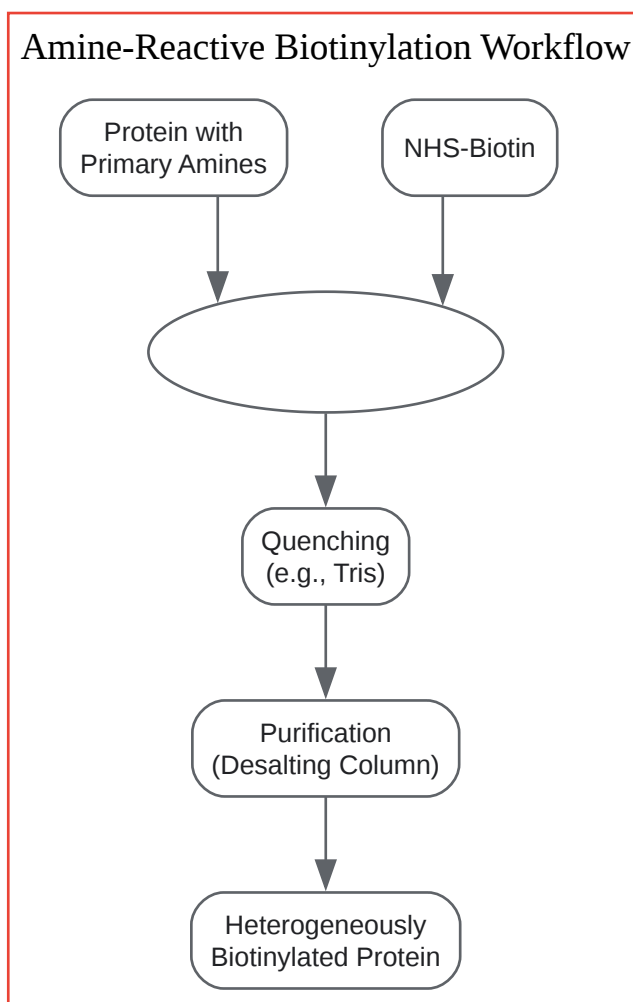 Amine-Reactive Biotinylation Workflow
Protein with
Primary Amines
NHS-Biotin
Quenching
(e.g., Tris)
Purification
(Desalting Column)
Heterogeneously
Biotinylated Protein